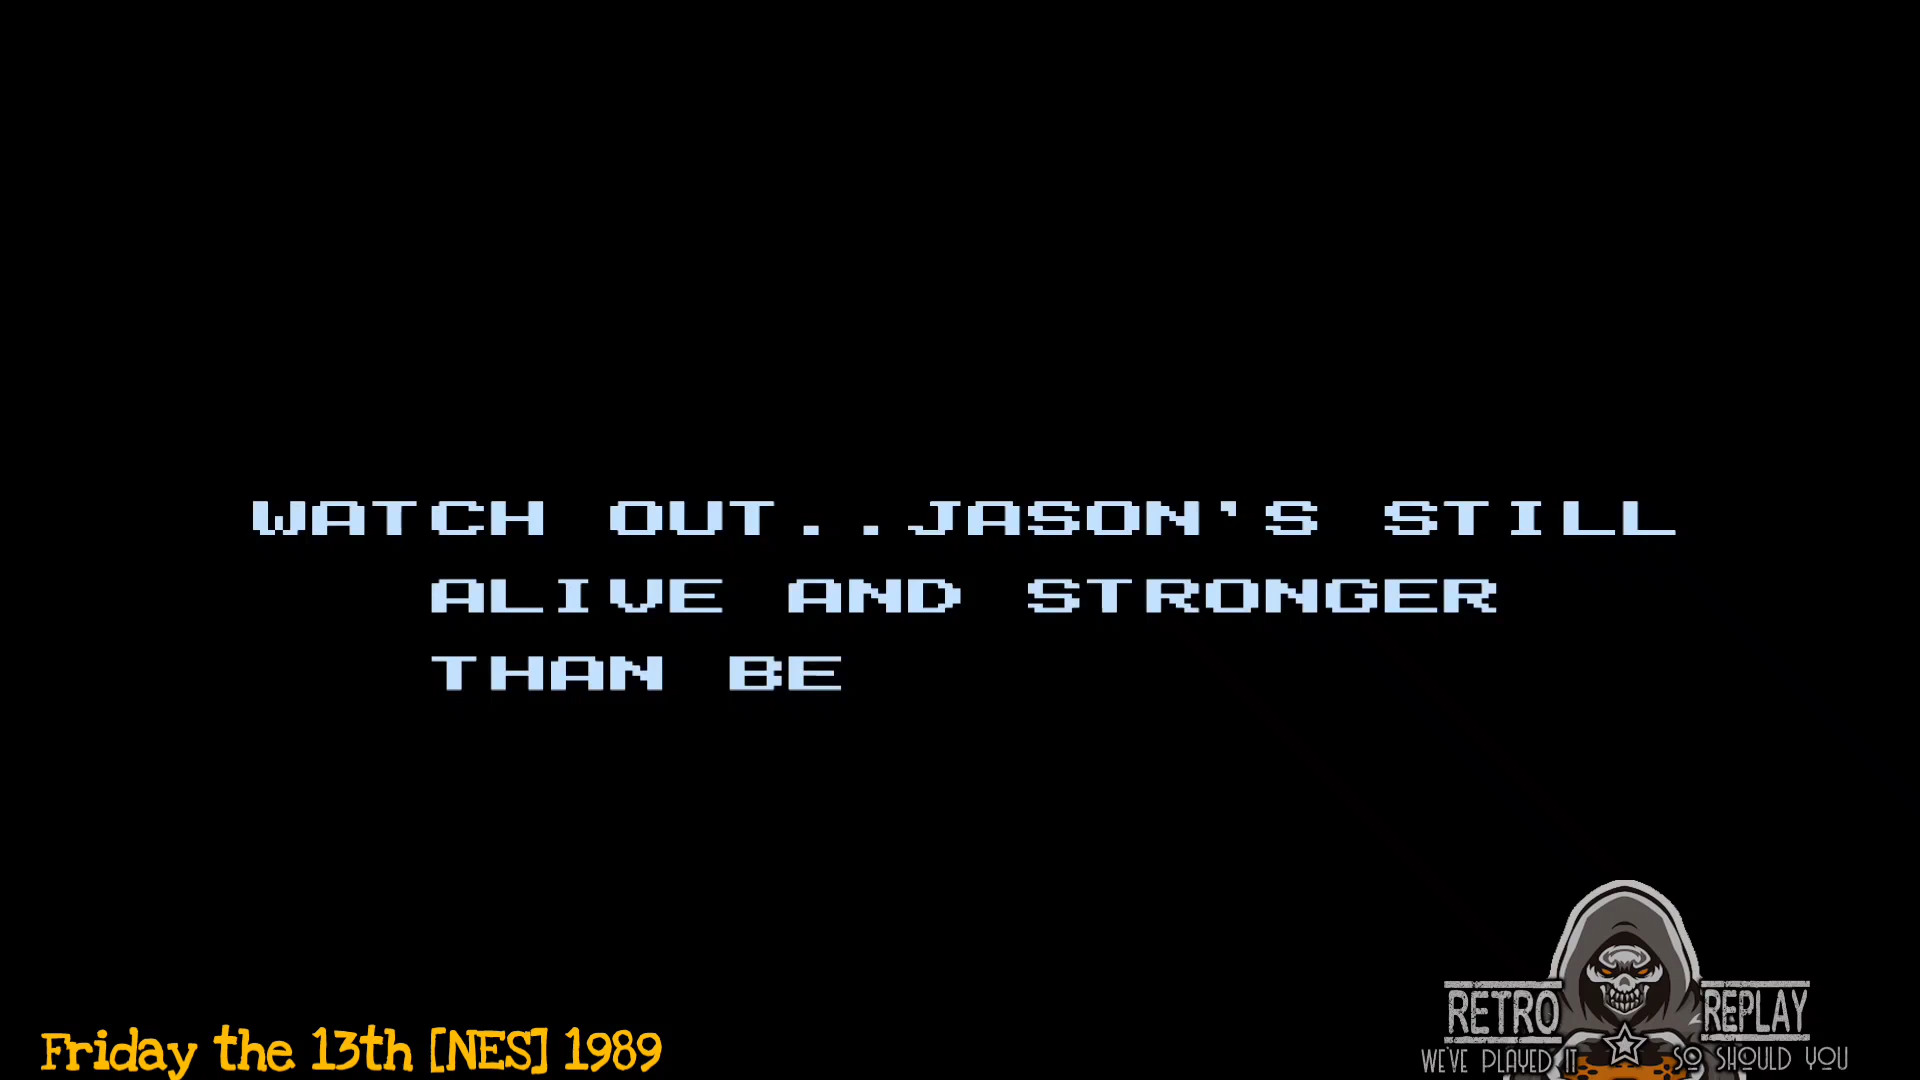 WATCH OUT..JASON'S STILL
ALIVE AND STRONGER
THAN BE
RETRO REPLAY
WE'VE PLAYED IT SO SHOULD YOU
Friday the 13th [NES] 1989